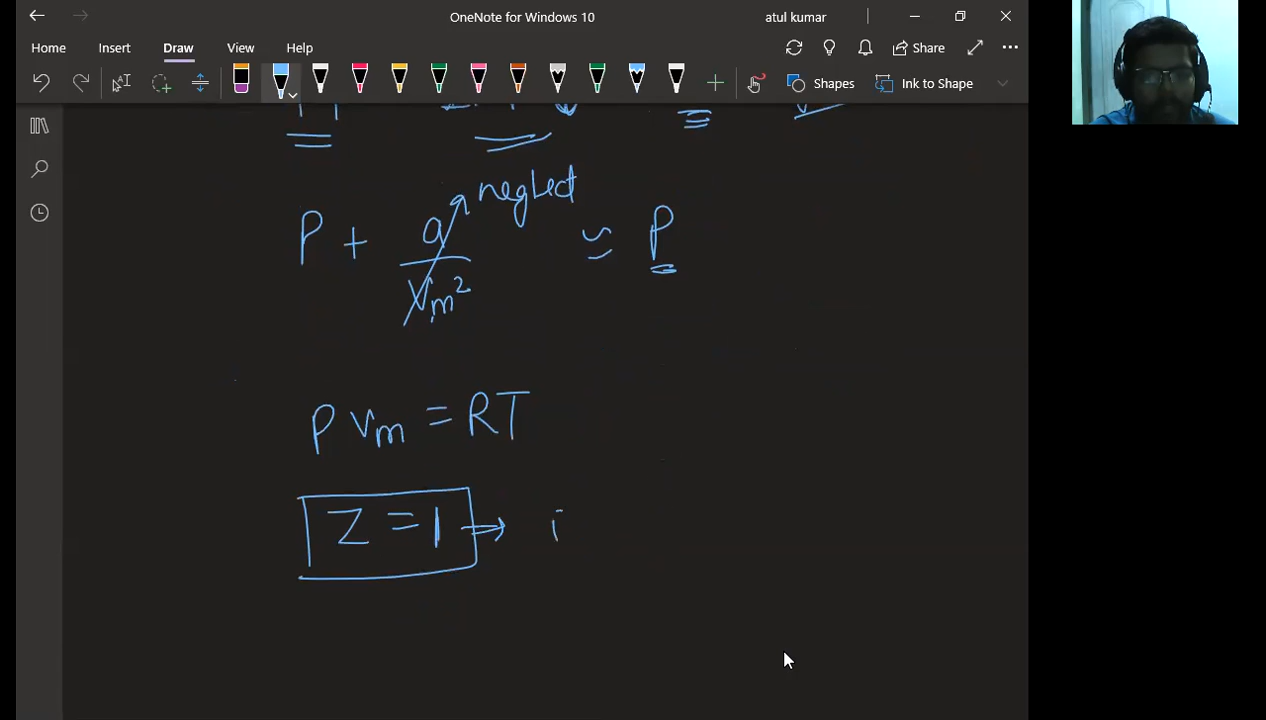 OneNote for Windows 10
atul kumar
Home Insert Draw View Help
Share
Shapes
Ink to Shape
P + a/Vm² ≃ P
neglect
P Vm = RT
Z = 1 → i